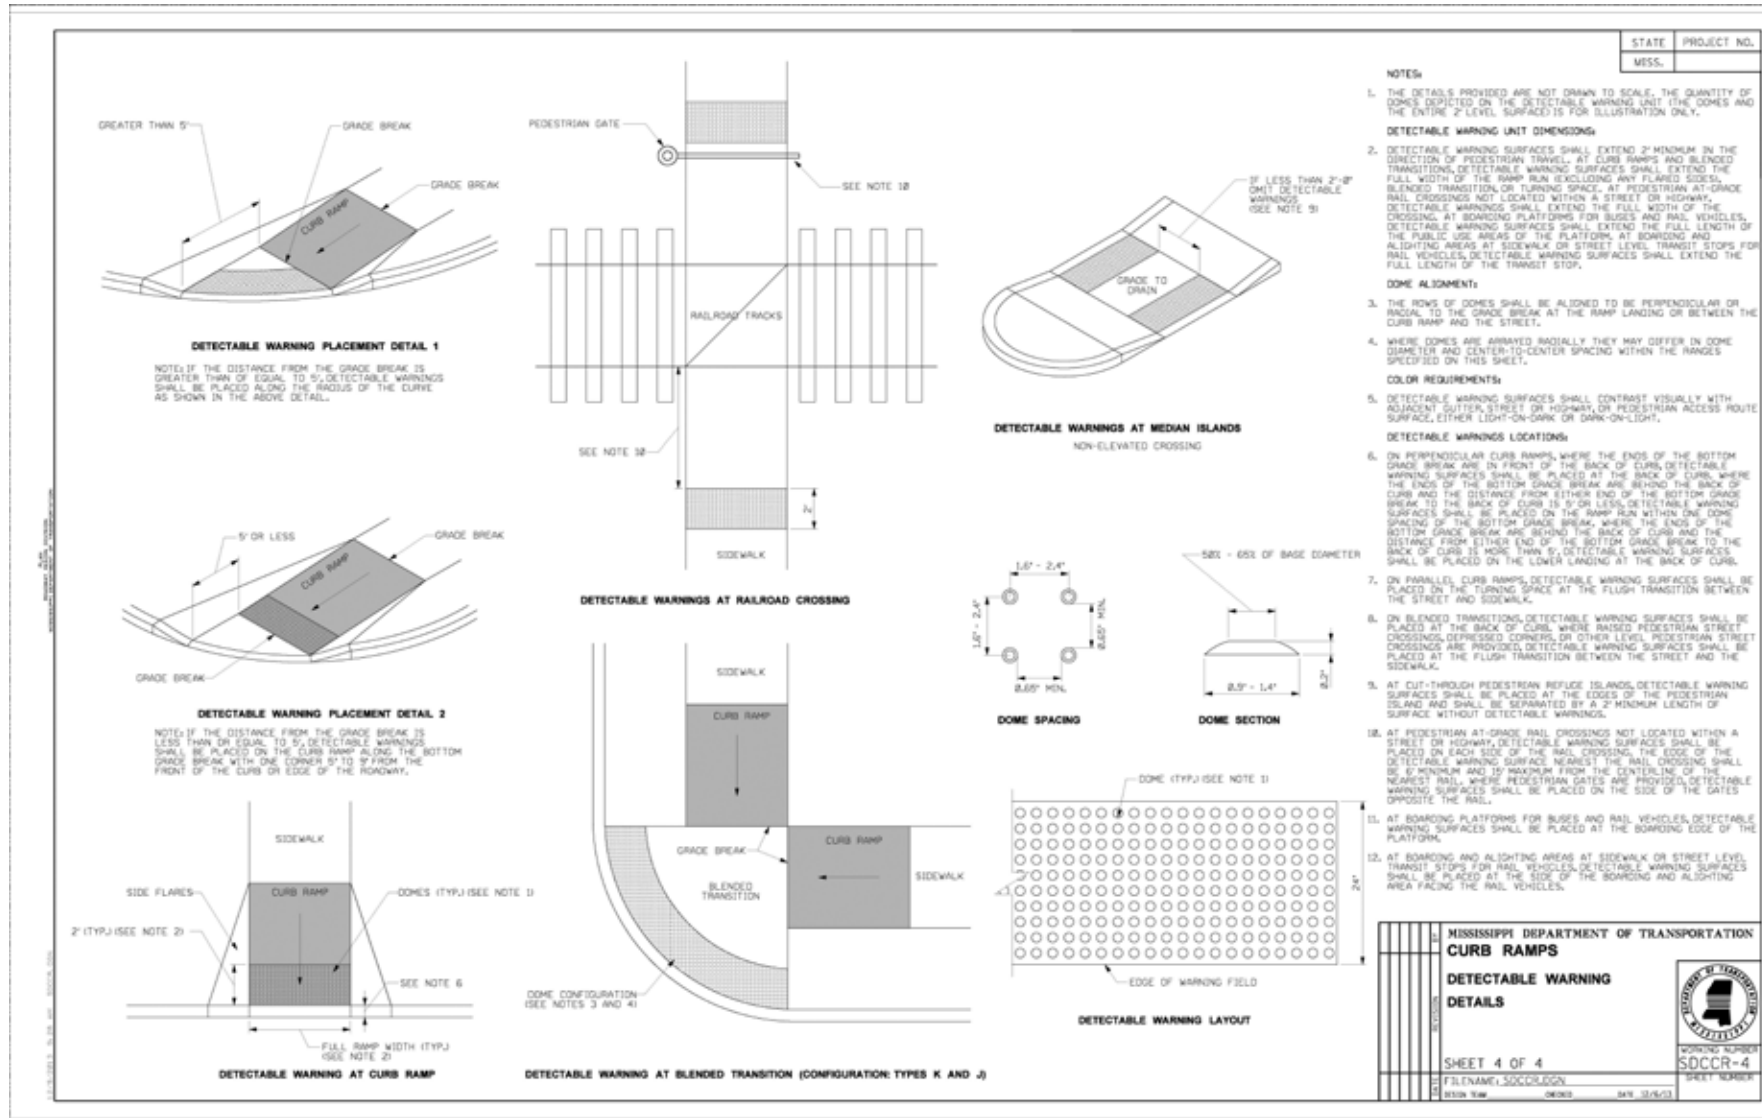 STATE PROJECT NO.
MISS.
GREATER THAN 5'
GRADE BREAK
GRADE BREAK
CURB RAMP
DETECTABLE WARNING PLACEMENT DETAIL 1
NOTE: IF THE DISTANCE FROM THE GRADE BREAK IS
GREATER THAN OF EQUAL TO 5', DETECTABLE WARNINGS
SHALL BE PLACED ALONG THE RADIUS OF THE CURVE
AS SHOWN IN THE ABOVE DETAIL.
5' OR LESS
GRADE BREAK
CURB RAMP
GRADE BREAK
DETECTABLE WARNING PLACEMENT DETAIL 2
NOTE: IF THE DISTANCE FROM THE GRADE BREAK IS
LESS THAN OR EQUAL TO 5', DETECTABLE WARNINGS
SHALL BE PLACED ON THE CURB RAMP ALONG THE BOTTOM
GRADE BREAK WITH ONE CORNER 5" TO 9" FROM THE
FRONT OF THE CURB OR EDGE OF THE ROADWAY.
SIDEWALK
SIDE FLARES
CURB RAMP
DOMES (TYP.) (SEE NOTE 1)
2' (TYP.) (SEE NOTE 2)
SEE NOTE 6
FULL RAMP WIDTH (TYP.)
(SEE NOTE 2)
DETECTABLE WARNING AT CURB RAMP
PEDESTRIAN GATE
SEE NOTE 10
RAILROAD TRACKS
SEE NOTE 10
2'
SIDEWALK
DETECTABLE WARNINGS AT RAILROAD CROSSING
SIDEWALK
CURB RAMP
GRADE BREAK
CURB RAMP
SIDEWALK
BLENDED
TRANSITION
DOME CONFIGURATION
(SEE NOTES 3 AND 4)
DETECTABLE WARNING AT BLENDED TRANSITION (CONFIGURATION: TYPES K AND J)
IF LESS THAN 2'-0"
OMIT DETECTABLE
WARNINGS
(SEE NOTE 9)
GRADE TO
DRAIN
DETECTABLE WARNINGS AT MEDIAN ISLANDS
NON-ELEVATED CROSSING
1.6" - 2.4"
1.6" - 2.4"
0.65" MIN.
0.65" MIN.
DOME SPACING
50% - 65% OF BASE DIAMETER
0.9" - 1.4"
0.2"
DOME SECTION
DOME (TYP.) (SEE NOTE 1)
24"
EDGE OF WARNING FIELD
DETECTABLE WARNING LAYOUT
NOTES:
1. THE DETAILS PROVIDED ARE NOT DRAWN TO SCALE. THE QUANTITY OF
DOMES DEPICTED ON THE DETECTABLE WARNING UNIT (THE DOMES AND
THE ENTIRE 2' LEVEL SURFACE) IS FOR ILLUSTRATION ONLY.
DETECTABLE WARNING UNIT DIMENSIONS:
2. DETECTABLE WARNING SURFACES SHALL EXTEND 2' MINIMUM IN THE
DIRECTION OF PEDESTRIAN TRAVEL. AT CURB RAMPS AND BLENDED
TRANSITIONS, DETECTABLE WARNING SURFACES SHALL EXTEND THE
FULL WIDTH OF THE RAMP RUN (EXCLUDING ANY FLARED SIDES),
BLENDED TRANSITION, OR TURNING SPACE. AT PEDESTRIAN AT-GRADE
RAIL CROSSINGS NOT LOCATED WITHIN A STREET OR HIGHWAY,
DETECTABLE WARNINGS SHALL EXTEND THE FULL WIDTH OF THE
CROSSING. AT BOARDING PLATFORMS FOR BUSES AND RAIL VEHICLES,
DETECTABLE WARNING SURFACES SHALL EXTEND THE FULL LENGTH OF
THE PUBLIC USE AREAS OF THE PLATFORM. AT BOARDING AND
ALIGHTING AREAS AT SIDEWALK OR STREET LEVEL TRANSIT STOPS FOR
RAIL VEHICLES, DETECTABLE WARNING SURFACES SHALL EXTEND THE
FULL LENGTH OF THE TRANSIT STOP.
DOME ALIGNMENT:
3. THE ROWS OF DOMES SHALL BE ALIGNED TO BE PERPENDICULAR OR
RADIAL TO THE GRADE BREAK AT THE RAMP LANDING OR BETWEEN THE
CURB RAMP AND THE STREET.
4. WHERE DOMES ARE ARRAYED RADIALLY THEY MAY DIFFER IN DOME
DIAMETER AND CENTER-TO-CENTER SPACING WITHIN THE RANGES
SPECIFIED ON THIS SHEET.
COLOR REQUIREMENTS:
5. DETECTABLE WARNING SURFACES SHALL CONTRAST VISUALLY WITH
ADJACENT GUTTER, STREET OR HIGHWAY, OR PEDESTRIAN ACCESS ROUTE
SURFACE, EITHER LIGHT-ON-DARK OR DARK-ON-LIGHT.
DETECTABLE WARNINGS LOCATIONS:
6. ON PERPENDICULAR CURB RAMPS, WHERE THE ENDS OF THE BOTTOM
GRADE BREAK ARE IN FRONT OF THE BACK OF CURB, DETECTABLE
WARNING SURFACES SHALL BE PLACED AT THE BACK OF CURB. WHERE
THE ENDS OF THE BOTTOM GRADE BREAK ARE BEHIND THE BACK OF
CURB AND THE DISTANCE FROM EITHER END OF THE BOTTOM GRADE
BREAK TO THE BACK OF CURB IS 5' OR LESS, DETECTABLE WARNING
SURFACES SHALL BE PLACED ON THE RAMP RUN WITHIN ONE DOME
SPACING OF THE BOTTOM GRADE BREAK. WHERE THE ENDS OF THE
BOTTOM GRADE BREAK ARE BEHIND THE BACK OF CURB AND THE
DISTANCE FROM EITHER END OF THE BOTTOM GRADE BREAK TO THE
BACK OF CURB IS MORE THAN 5', DETECTABLE WARNING SURFACES
SHALL BE PLACED ON THE LOWER LANDING AT THE BACK OF CURB.
7. ON PARALLEL CURB RAMPS, DETECTABLE WARNING SURFACES SHALL BE
PLACED ON THE TURNING SPACE AT THE FLUSH TRANSITION BETWEEN
THE STREET AND SIDEWALK.
8. ON BLENDED TRANSITIONS, DETECTABLE WARNING SURFACES SHALL BE
PLACED AT THE BACK OF CURB. WHERE RAISED PEDESTRIAN STREET
CROSSINGS, DEPRESSED CORNERS, OR OTHER LEVEL PEDESTRIAN STREET
CROSSINGS ARE PROVIDED, DETECTABLE WARNING SURFACES SHALL BE
PLACED AT THE FLUSH TRANSITION BETWEEN THE STREET AND THE
SIDEWALK.
9. AT CUT-THROUGH PEDESTRIAN REFUGE ISLANDS, DETECTABLE WARNING
SURFACES SHALL BE PLACED AT THE EDGES OF THE PEDESTRIAN
ISLAND AND SHALL BE SEPARATED BY A 2' MINIMUM LENGTH OF
SURFACE WITHOUT DETECTABLE WARNINGS.
10. AT PEDESTRIAN AT-GRADE RAIL CROSSINGS NOT LOCATED WITHIN A
STREET OR HIGHWAY, DETECTABLE WARNING SURFACES SHALL BE
PLACED ON EACH SIDE OF THE RAIL CROSSING. THE EDGE OF THE
DETECTABLE WARNING SURFACE NEAREST THE RAIL CROSSING SHALL
BE 6' MINIMUM AND 15' MAXIMUM FROM THE CENTERLINE OF THE
NEAREST RAIL. WHERE PEDESTRIAN GATES ARE PROVIDED, DETECTABLE
WARNING SURFACES SHALL BE PLACED ON THE SIDE OF THE GATES
OPPOSITE THE RAIL.
11. AT BOARDING PLATFORMS FOR BUSES AND RAIL VEHICLES, DETECTABLE
WARNING SURFACES SHALL BE PLACED AT THE BOARDING EDGE OF THE
PLATFORM.
12. AT BOARDING AND ALIGHTING AREAS AT SIDEWALK OR STREET LEVEL
TRANSIT STOPS FOR RAIL VEHICLES, DETECTABLE WARNING SURFACES
SHALL BE PLACED AT THE SIDE OF THE BOARDING AND ALIGHTING
AREA FACING THE RAIL VEHICLES.
BY
REVISION
DATE
MISSISSIPPI DEPARTMENT OF TRANSPORTATION
CURB RAMPS
DETECTABLE WARNING
DETAILS
DEPARTMENT OF TRANSPORTATION
MISSISSIPPI
WORKING NUMBER
SDCCR-4
SHEET NUMBER
SHEET 4 OF 4
FILENAME: SDCCR.DGN
DESIGN TEAM CHECKED DATE 12/6/13